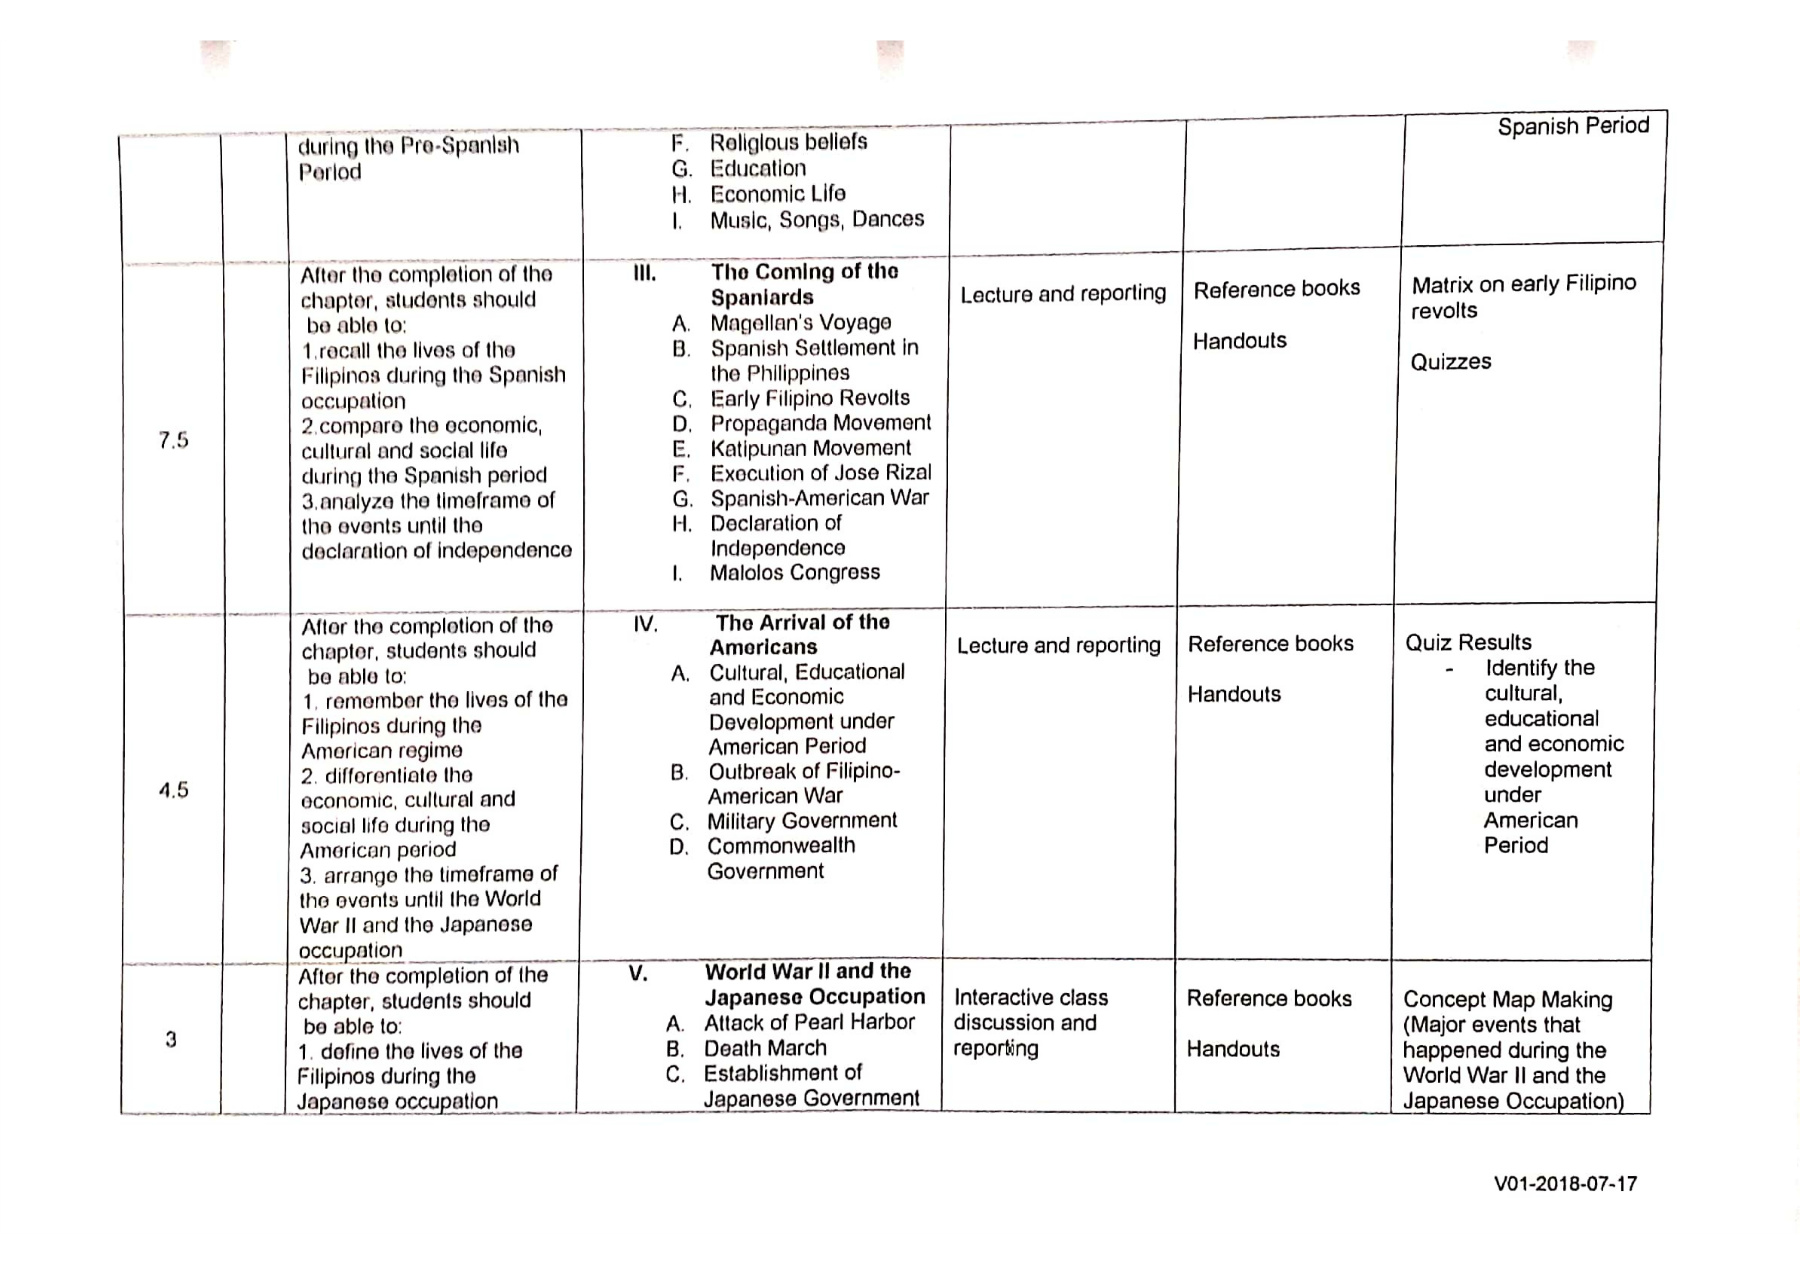 during the Pre-Spanish
Period
F. Religious beliefs
G. Education
H. Economic Life
I. Music, Songs, Dances
Spanish Period
7.5
After the completion of the
chapter, students should
be able to:
1.recall the lives of the
Filipinos during the Spanish
occupation
2.compare the economic,
cultural and social life
during the Spanish period
3.analyze the timeframe of
the events until the
declaration of independence
III. The Coming of the
Spaniards
A. Magellan's Voyage
B. Spanish Settlement in
the Philippines
C. Early Filipino Revolts
D. Propaganda Movement
E. Katipunan Movement
F. Execution of Jose Rizal
G. Spanish-American War
H. Declaration of
Independence
I. Malolos Congress
Lecture and reporting
Reference books
Handouts
Matrix on early Filipino
revolts
Quizzes
4.5
After the completion of the
chapter, students should
be able to:
1. remember the lives of the
Filipinos during the
American regime
2. differentiate the
economic, cultural and
social life during the
American period
3. arrange the timeframe of
the events until the World
War II and the Japanese
occupation
IV. The Arrival of the
Americans
A. Cultural, Educational
and Economic
Development under
American Period
B. Outbreak of Filipino-
American War
C. Military Government
D. Commonwealth
Government
Lecture and reporting
Reference books
Handouts
Quiz Results
- Identify the
cultural,
educational
and economic
development
under
American
Period
3
After the completion of the
chapter, students should
be able to:
1. define the lives of the
Filipinos during the
Japanese occupation
V. World War II and the
Japanese Occupation
A. Attack of Pearl Harbor
B. Death March
C. Establishment of
Japanese Government
Interactive class
discussion and
reporting
Reference books
Handouts
Concept Map Making
(Major events that
happened during the
World War II and the
Japanese Occupation)
V01-2018-07-17